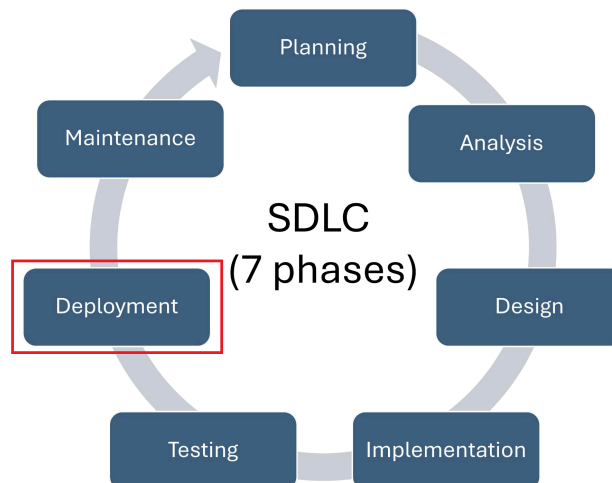 Planning
Analysis
Design
Implementation
Testing
Deployment
Maintenance
SDLC
(7 phases)